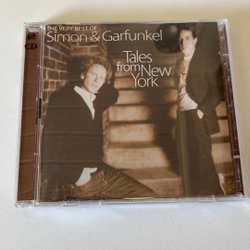 THE VERY BEST OF
Simon & Garfunkel
Tales
from New
York